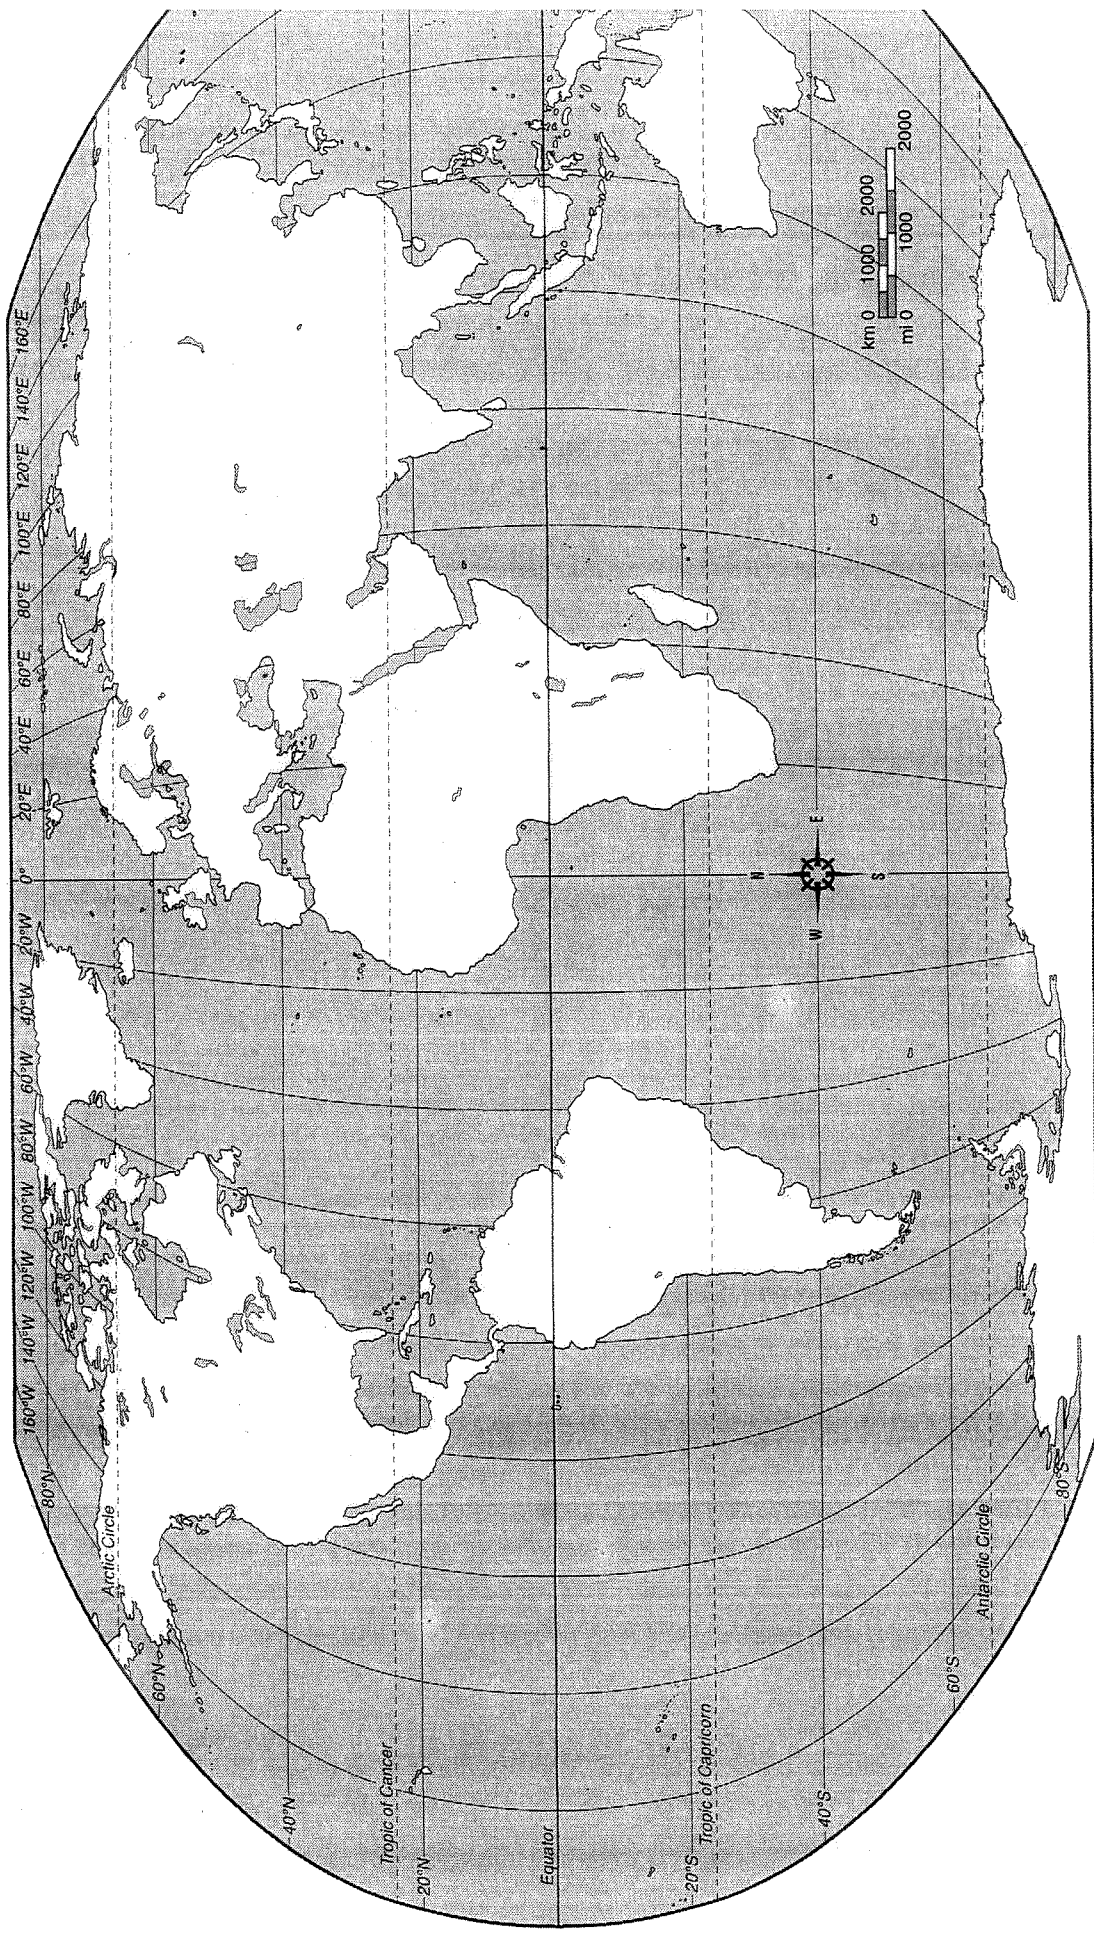 160°W 140°W 120°W 100°W 80°W 60°W 40°W 20°W 0° 20°E 40°E 60°E 80°E 100°E 120°E 140°E 160°E
80°N
Arctic Circle
60°N
40°N
Tropic of Cancer
20°N
Equator
20°S
Tropic of Capricorn
40°S
60°S
Antarctic Circle
80°S
N
W E
S
km 0 1000 2000
mi 0 1000 2000